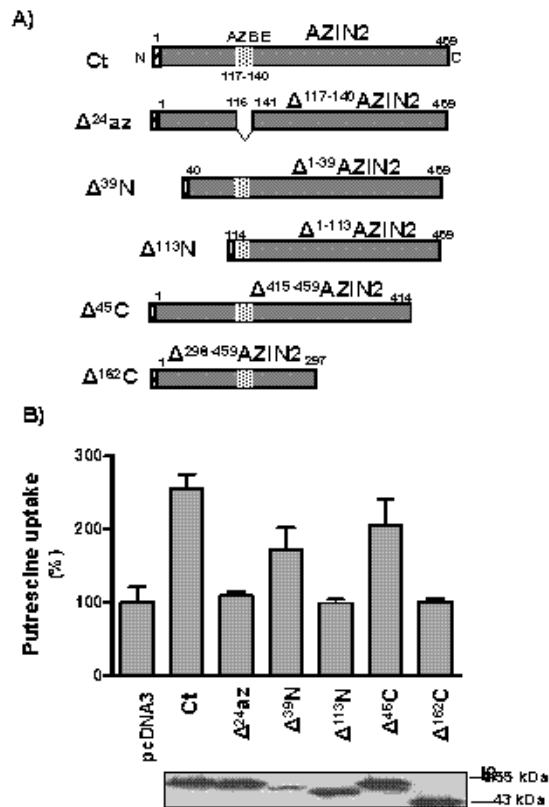 A)
1 AZBE AZIN2 459
Ct N C
117-140
1 116 141 Δ¹¹⁷⁻¹⁴⁰AZIN2 459
Δ²⁴az
40 Δ¹⁻³⁹AZIN2 459
Δ³⁹N
114 Δ¹⁻¹¹³AZIN2 459
Δ¹¹³N
1 Δ⁴¹⁵⁻⁴⁵⁹AZIN2 414
Δ⁴⁵C
1 Δ²⁹⁸⁻⁴⁵⁹AZIN2 297
Δ¹⁶²C
B)
Putrescine uptake
(%)
300
200
100
0
pcDNA3
Ct
Δ²⁴az
Δ³⁹N
Δ¹¹³N
Δ⁴⁵C
Δ¹⁶²C
55 kDa
43 kDa